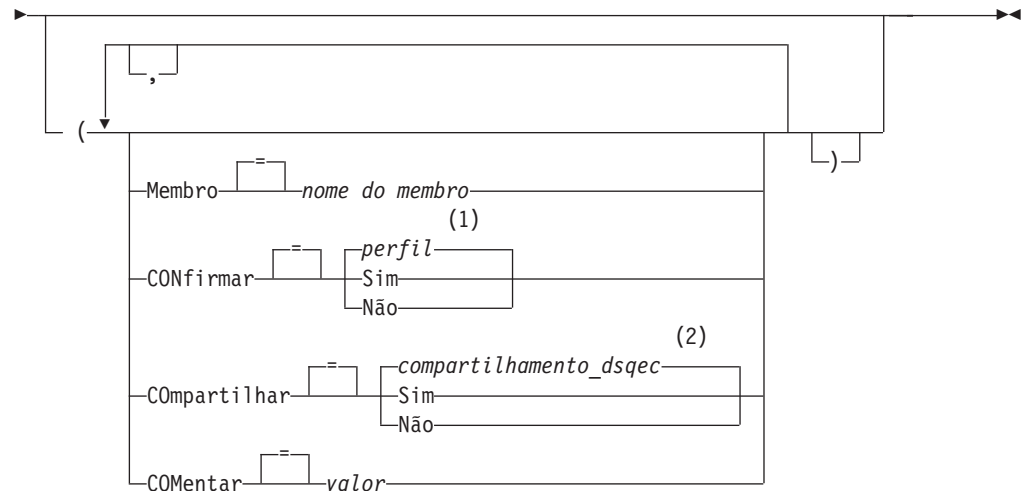 ,
(
)
Membro = nome do membro
(1)
CONfirmar = perfil
Sim
Não
(2)
COmpartilhar = compartilhamento_dsqec
Sim
Não
COMentar = valor